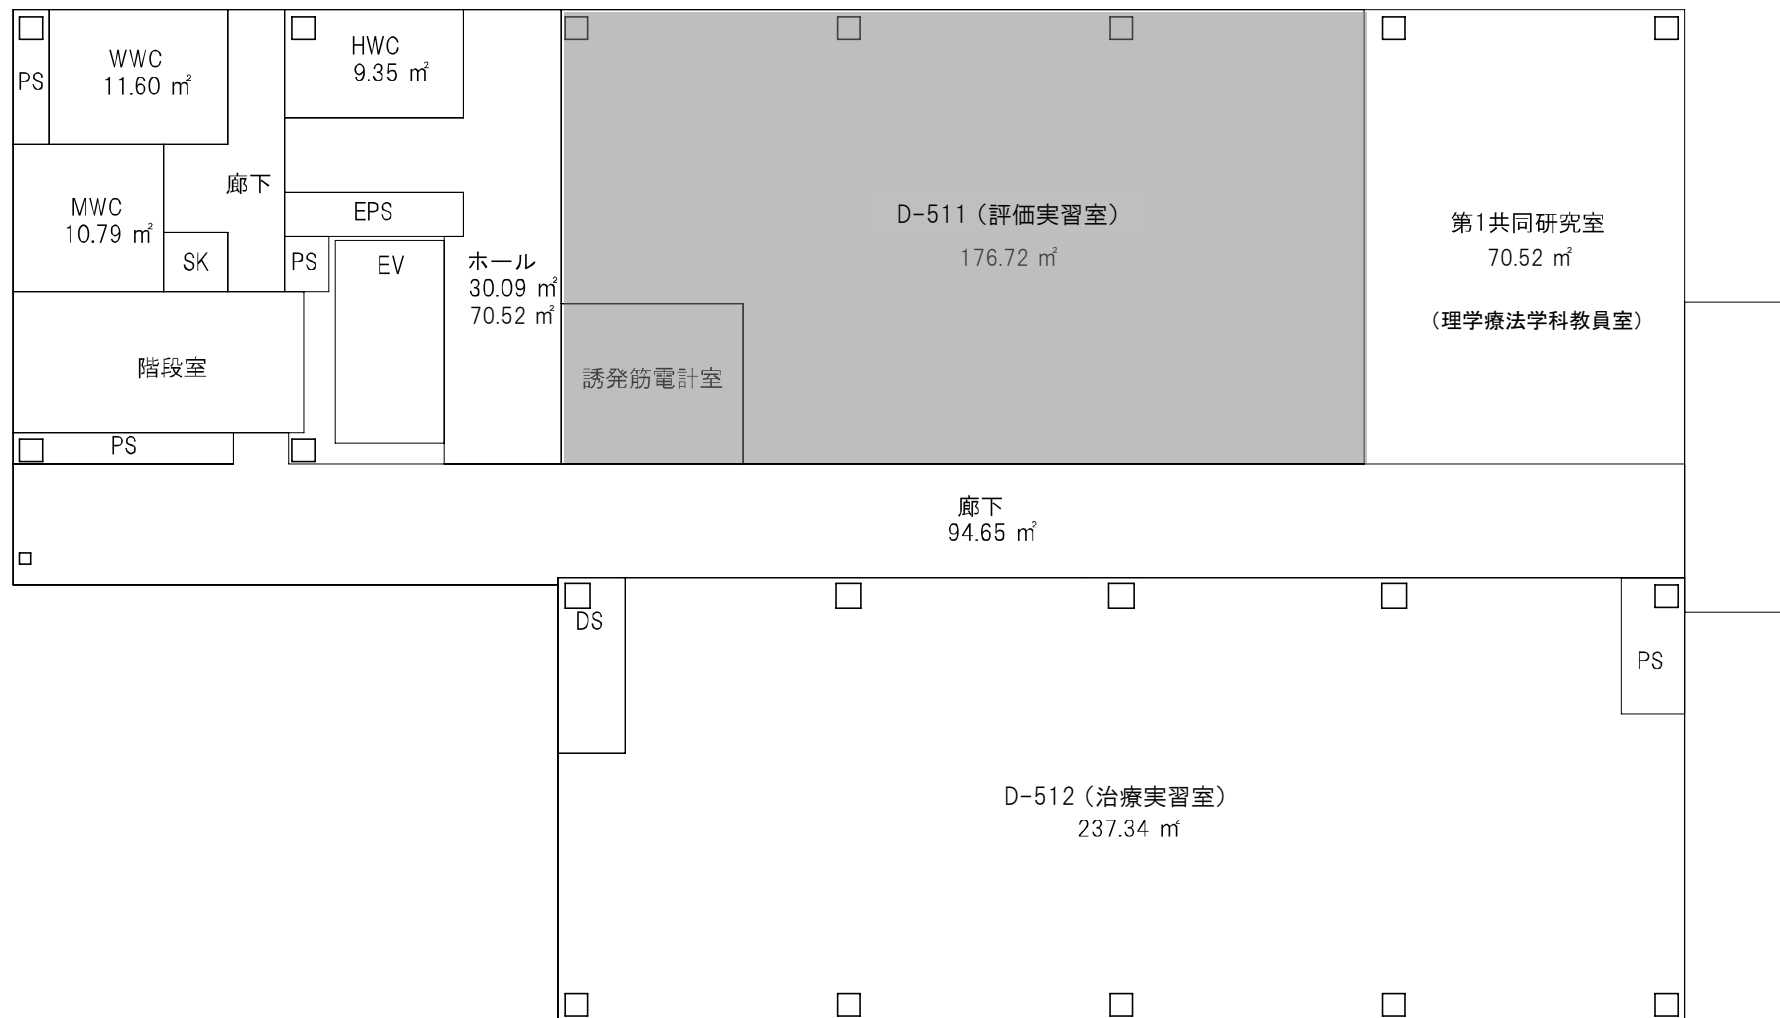 PS
WWC
11.60 ㎡
HWC
9.35 ㎡
廊下
MWC
10.79 ㎡
SK
EPS
PS
EV
ホール
30.09 ㎡
70.52 ㎡
D-511（評価実習室）
176.72 ㎡
第1共同研究室
70.52 ㎡
（理学療法学科教員室）
階段室
誘発筋電計室
PS
廊下
94.65 ㎡
DS
PS
D-512（治療実習室）
237.34 ㎡